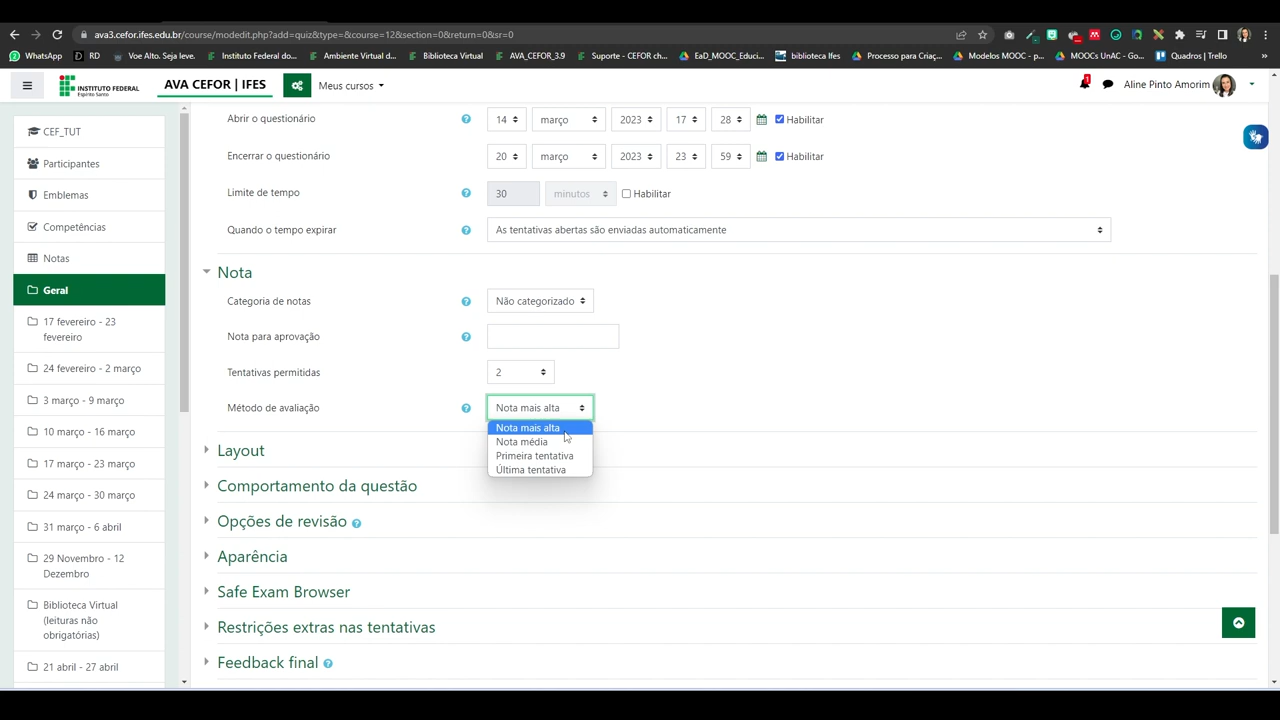 ava3.cefor.ifes.edu.br/course/modedit.php?add=quiz&type=&course=12&section=0&return=0&sr=0
WhatsApp RD Voe Alto. Seja leve. Instituto Federal do... Ambiente Virtual d... Biblioteca Virtual AVA_CEFOR_3.9 Suporte - CEFOR ch... EaD_MOOC_Educi... biblioteca Ifes Processo para Criaç... Modelos MOOC - p... MOOCs UnAC - Go... Quadros | Trello »
INSTITUTO FEDERAL
Espírito Santo
AVA CEFOR | IFES Meus cursos 1 Aline Pinto Amorim
CEF_TUT
Participantes
Emblemas
Competências
Notas
Geral
17 fevereiro - 23
fevereiro
24 fevereiro - 2 março
3 março - 9 março
10 março - 16 março
17 março - 23 março
24 março - 30 março
31 março - 6 abril
29 Novembro - 12
Dezembro
Biblioteca Virtual
(leituras não
obrigatórias)
21 abril - 27 abril
Abrir o questionário 14 março 2023 17 28 Habilitar
Encerrar o questionário 20 março 2023 23 59 Habilitar
Limite de tempo 30 minutos Habilitar
Quando o tempo expirar As tentativas abertas são enviadas automaticamente
Nota
Categoria de notas Não categorizado
Nota para aprovação
Tentativas permitidas 2
Método de avaliação Nota mais alta
Nota mais alta
Nota média
Primeira tentativa
Última tentativa
Layout
Comportamento da questão
Opções de revisão
Aparência
Safe Exam Browser
Restrições extras nas tentativas
Feedback final